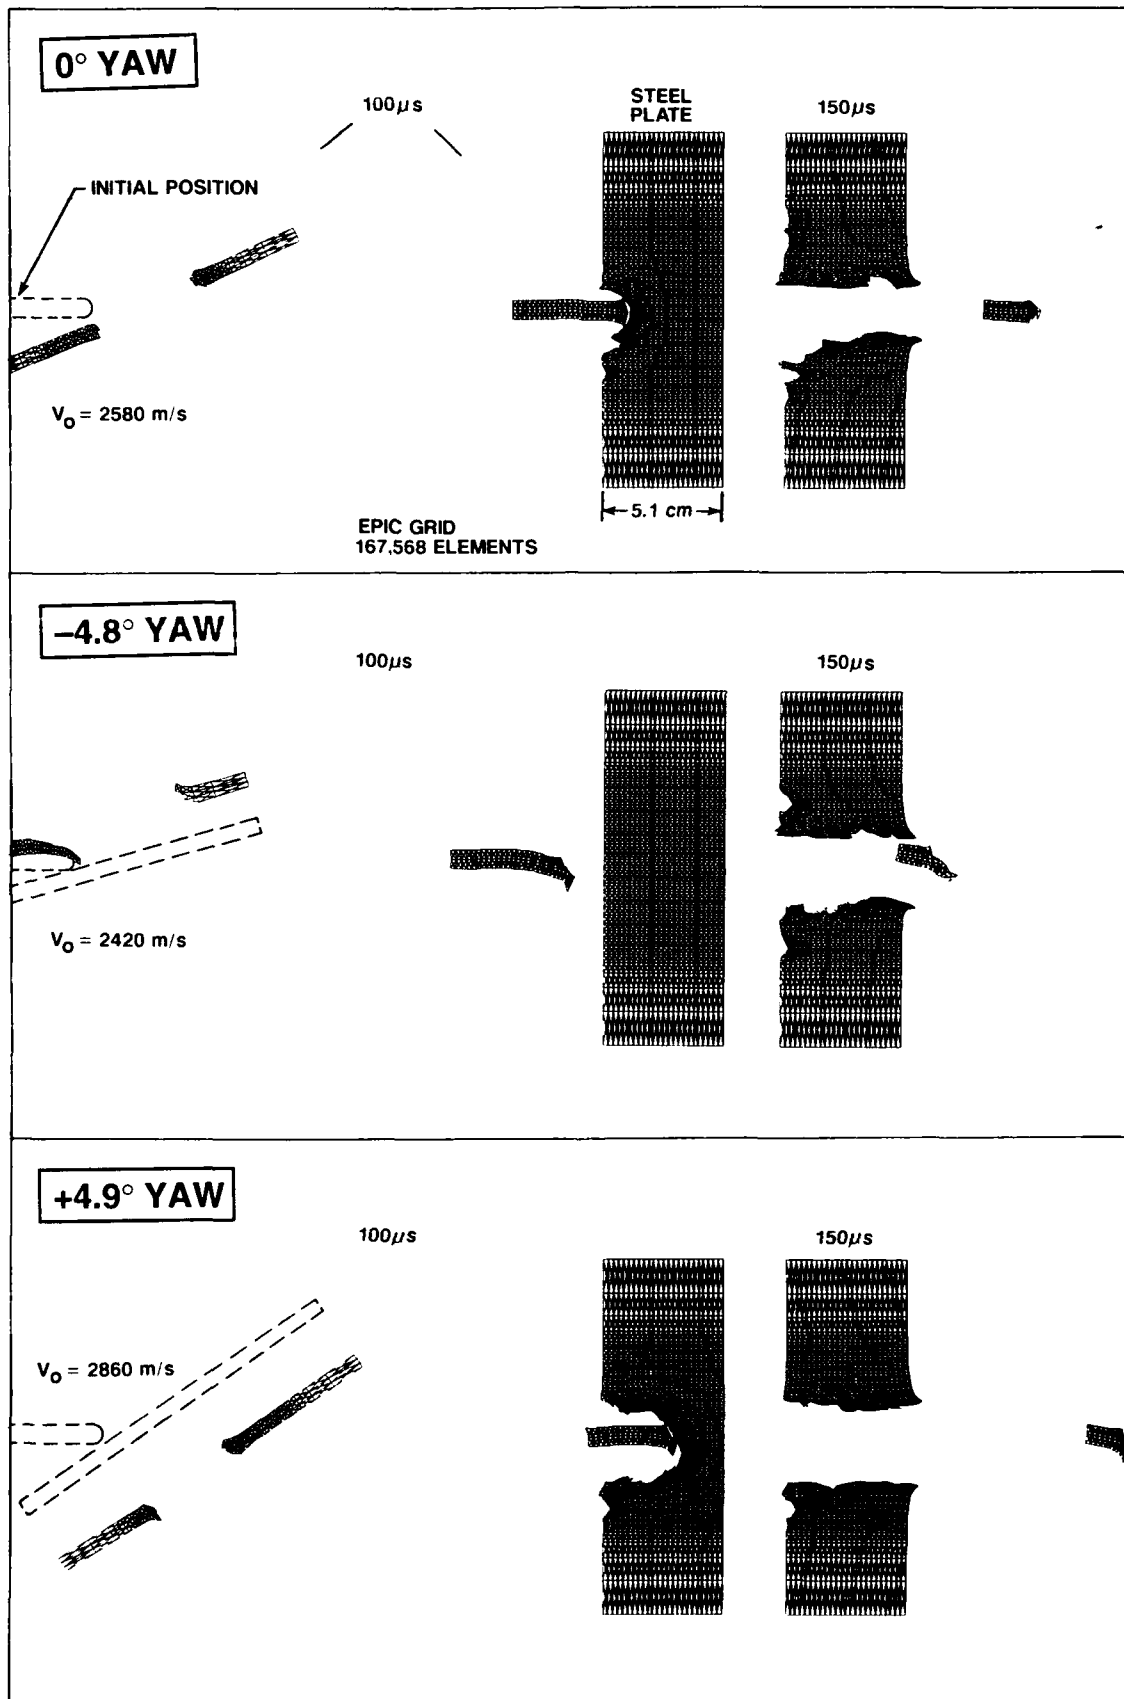 0° YAW
100μs
STEEL
PLATE
150μs
INITIAL POSITION
V₀ = 2580 m/s
5.1 cm
EPIC GRID
167,568 ELEMENTS
–4.8° YAW
100μs
150μs
V₀ = 2420 m/s
+4.9° YAW
100μs
150μs
V₀ = 2860 m/s